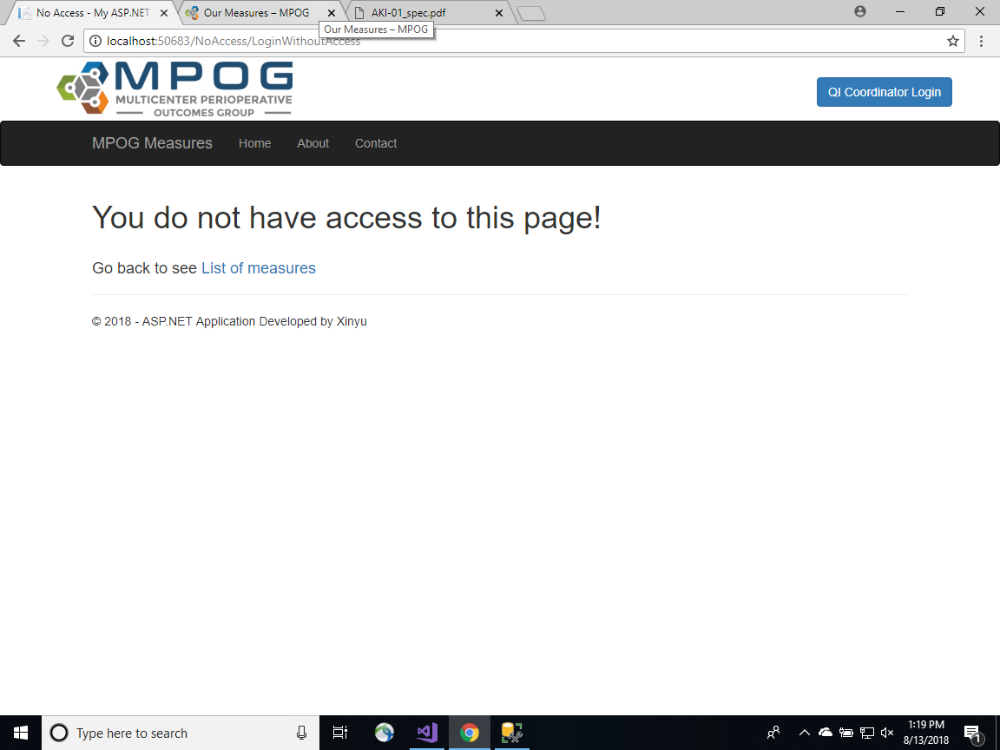 No Access - My ASP.NET
Our Measures – MPOG
AKI-01_spec.pdf
Our Measures – MPOG
localhost:50683/NoAccess/LoginWithoutAccess
MPOG
MULTICENTER PERIOPERATIVE
OUTCOMES GROUP
QI Coordinator Login
MPOG Measures Home About Contact
You do not have access to this page!
Go back to see List of measures
© 2018 - ASP.NET Application Developed by Xinyu
Type here to search
1:19 PM
8/13/2018
1